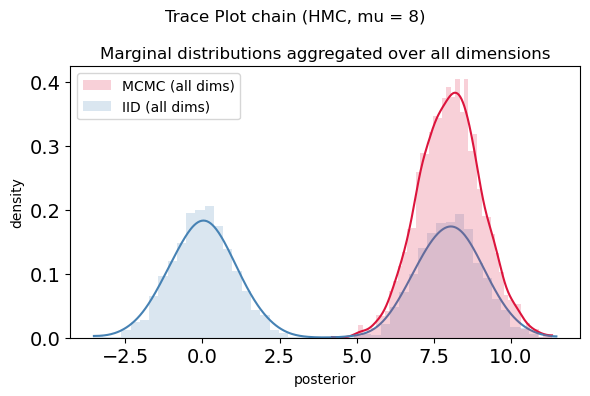 Trace Plot chain (HMC, mu = 8)
Marginal distributions aggregated over all dimensions
MCMC (all dims)
IID (all dims)
density
0.4
0.3
0.2
0.1
0.0
−2.5 0.0 2.5 5.0 7.5 10.0
posterior